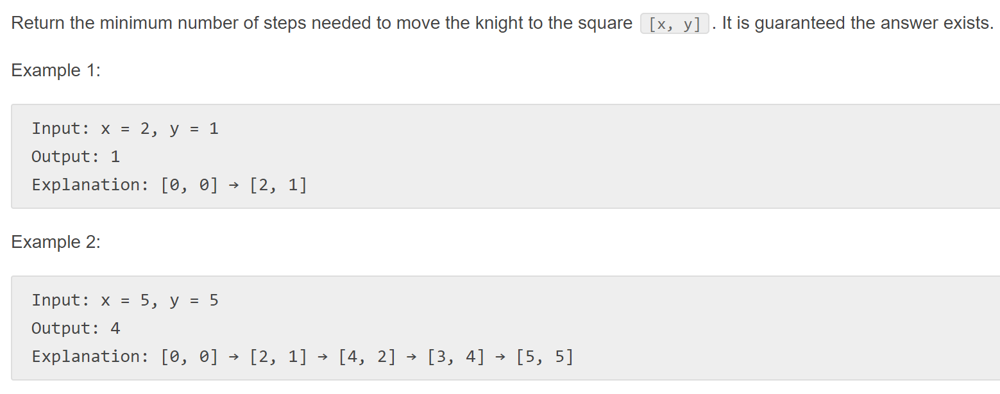 Return the minimum number of steps needed to move the knight to the square [x, y]. It is guaranteed the answer exists.
Example 1:
Input: x = 2, y = 1
Output: 1
Explanation: [0, 0] → [2, 1]
Example 2:
Input: x = 5, y = 5
Output: 4
Explanation: [0, 0] → [2, 1] → [4, 2] → [3, 4] → [5, 5]